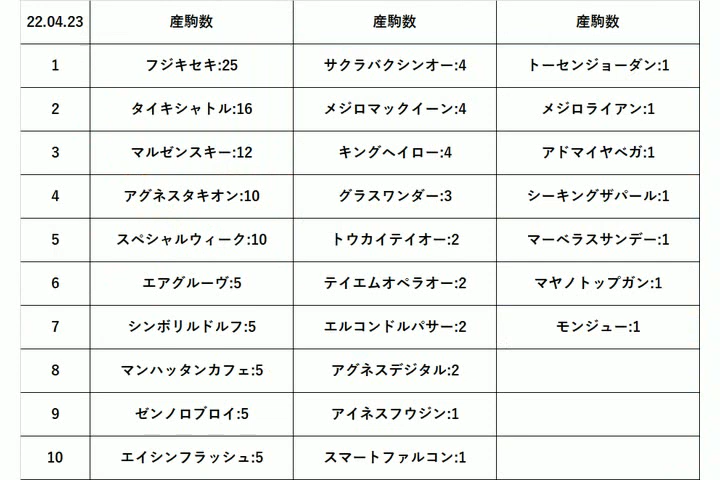 22.04.23 産駒数 産駒数 産駒数
1 フジキセキ:25 サクラバクシンオー:4 トーセンジョーダン:1
2 タイキシャトル:16 メジロマックイーン:4 メジロライアン:1
3 マルゼンスキー:12 キングヘイロー:4 アドマイヤベガ:1
4 アグネスタキオン:10 グラスワンダー:3 シーキングザパール:1
5 スペシャルウィーク:10 トウカイテイオー:2 マーベラスサンデー:1
6 エアグルーヴ:5 テイエムオペラオー:2 マヤノトップガン:1
7 シンボリルドルフ:5 エルコンドルパサー:2 モンジュー:1
8 マンハッタンカフェ:5 アグネスデジタル:2
9 ゼンノロブロイ:5 アイネスフウジン:1
10 エイシンフラッシュ:5 スマートファルコン:1